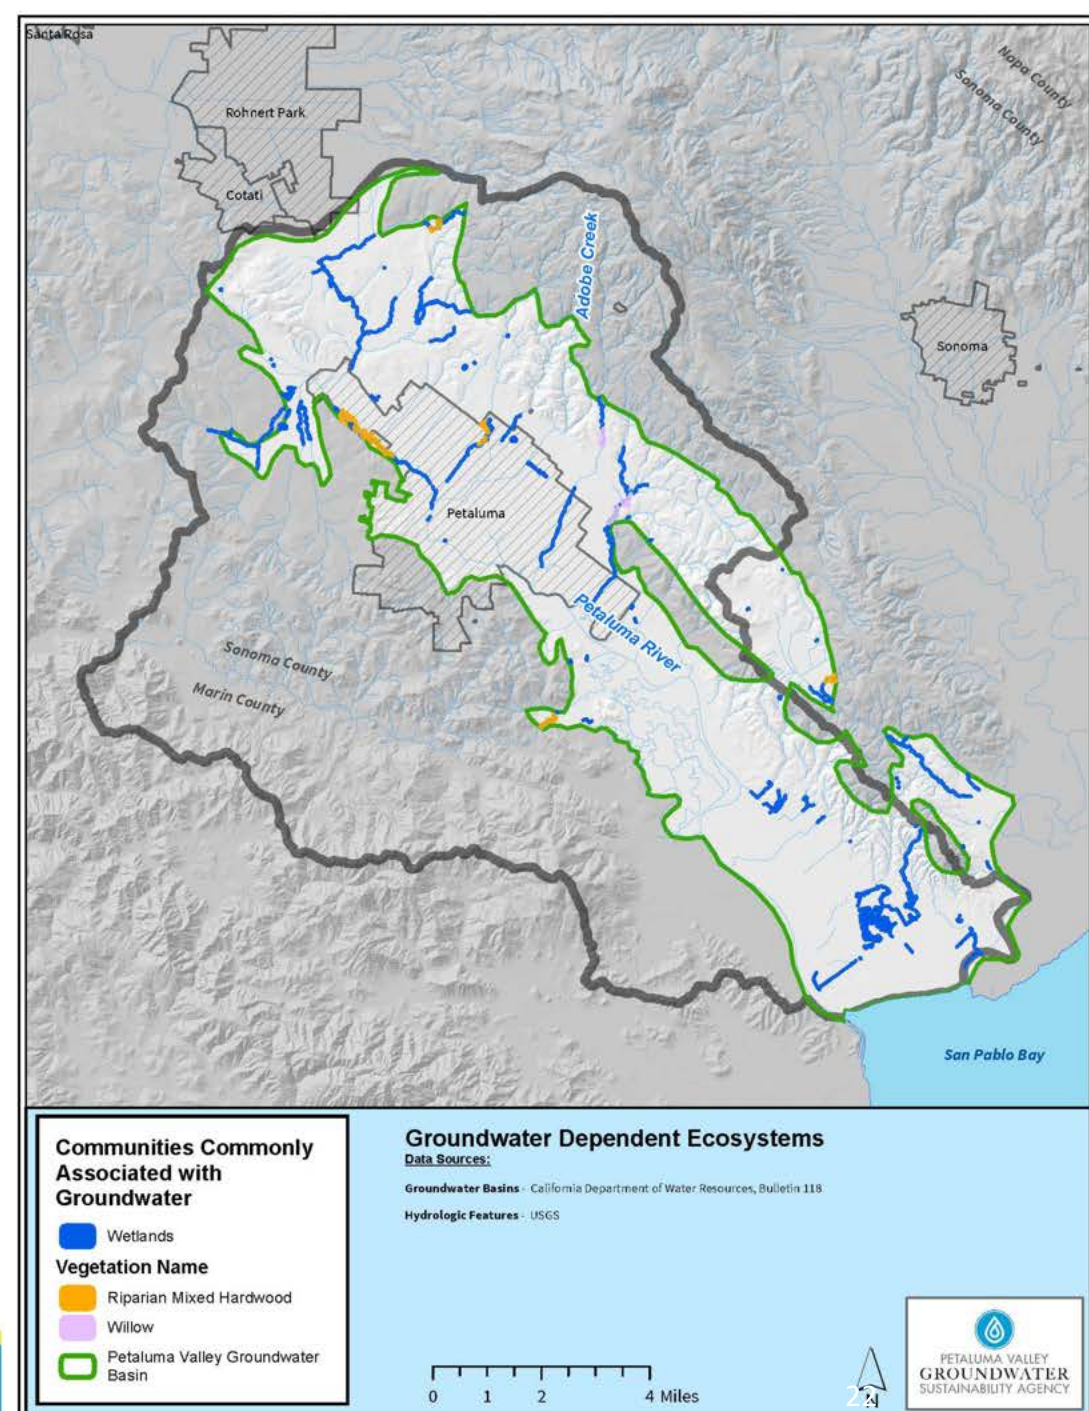 Santa Rosa
Napa County
Sonoma County
Rohnert Park
Cotati
Adobe Creek
Sonoma
Petaluma
Petaluma River
Sonoma County
Marin County
San Pablo Bay
Communities Commonly
Associated with
Groundwater
Wetlands
Vegetation Name
Riparian Mixed Hardwood
Willow
Petaluma Valley Groundwater
Basin
Groundwater Dependent Ecosystems
Data Sources:
Groundwater Basins - California Department of Water Resources, Bulletin 118
Hydrologic Features - USGS
0 1 2 4 Miles
N
PETALUMA VALLEY
GROUNDWATER
SUSTAINABILITY AGENCY